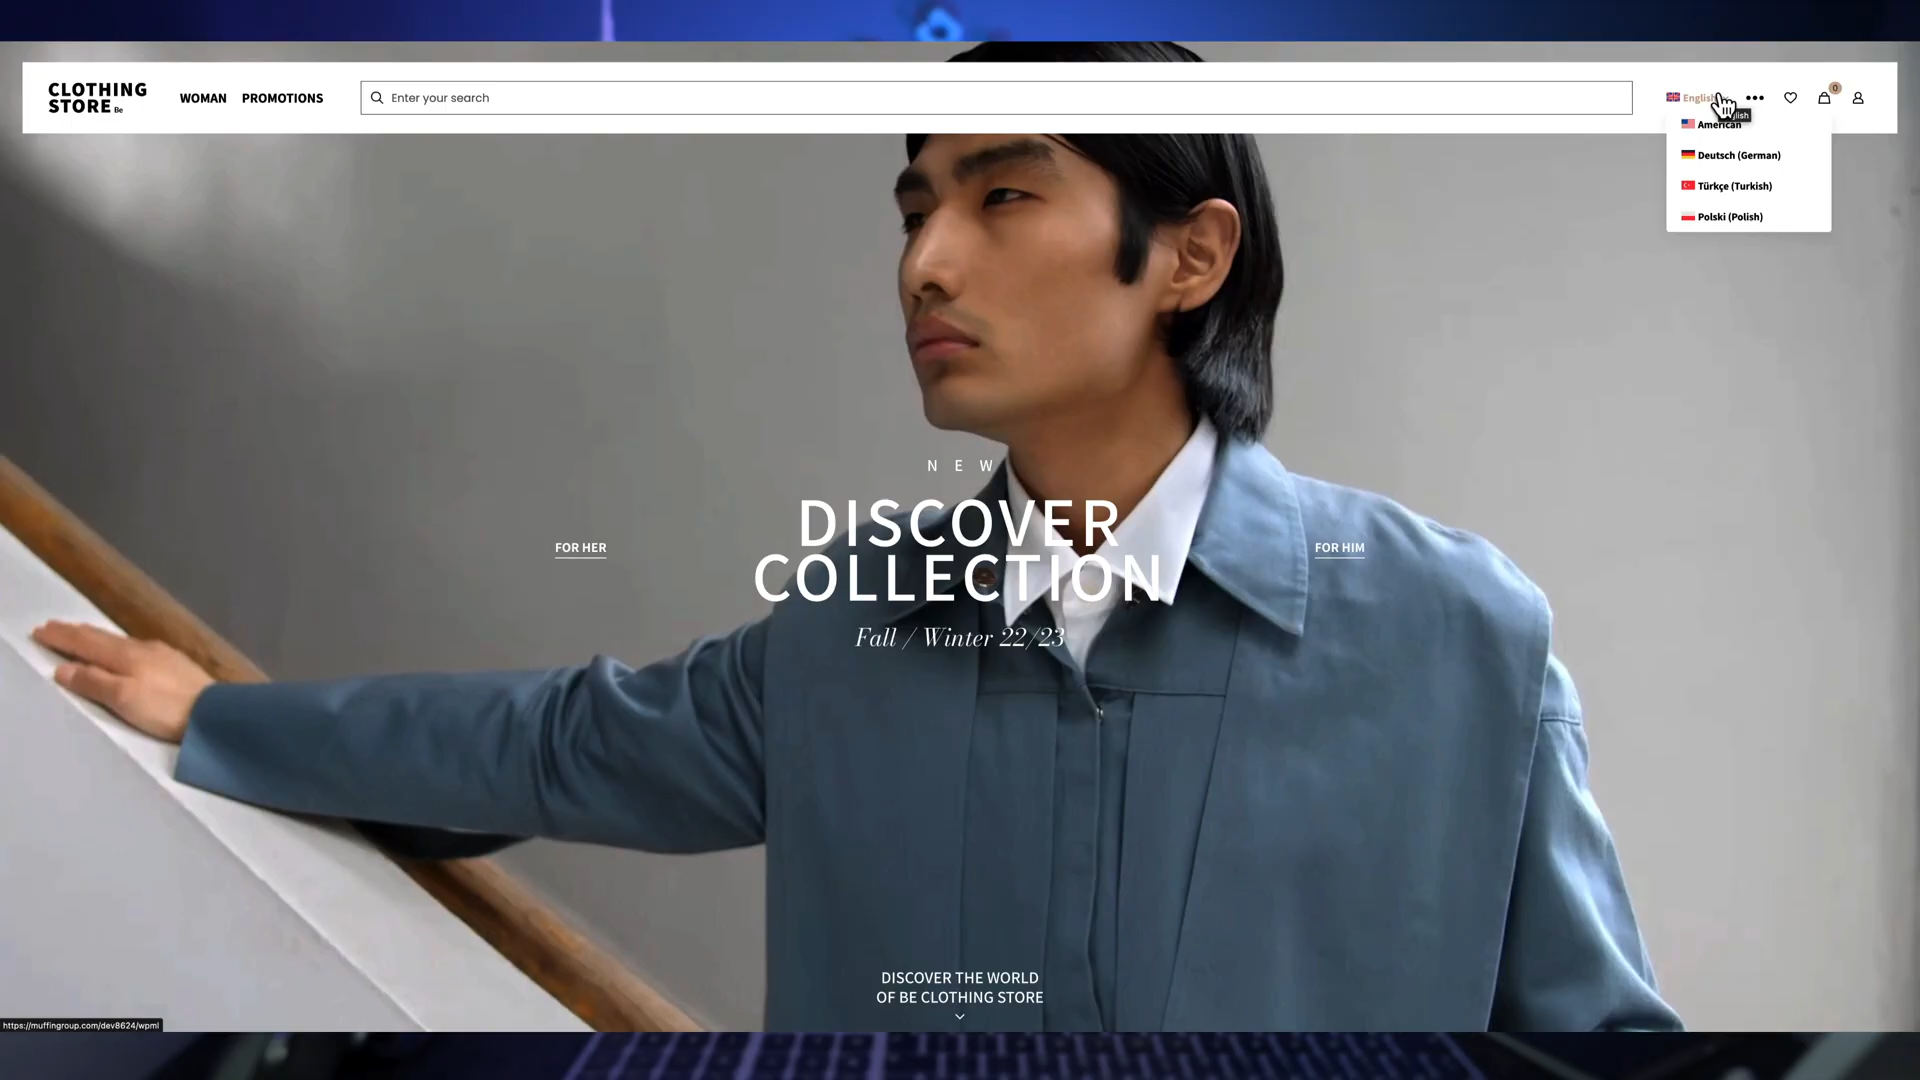 CLOTHING
STORE Be
WOMAN
PROMOTIONS
Enter your search
English
0
American
Deutsch (German)
Türkçe (Turkish)
Polski (Polish)
NEW
DISCOVER
COLLECTION
FOR HER
FOR HIM
Fall / Winter 22/23
DISCOVER THE WORLD
OF BE CLOTHING STORE
https://muffingroup.com/dev8624/wpml